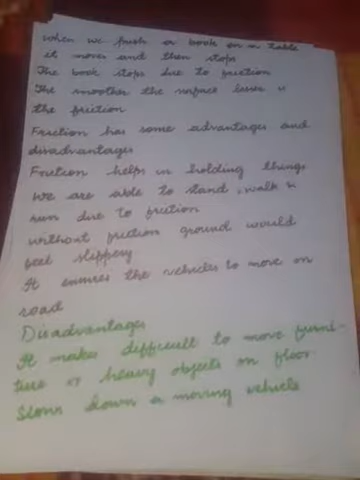 when we push a book on a table
it moves and then stops
The book stops due to friction
The smoother the surface lesser is
the friction
Friction has some advantages and
disadvantages
Friction helps in holding things
We are able to stand, walk &
run due to friction
without friction ground would
feel slippery
It ensures the vehicles to move on
road
Disadvantages
It makes difficult to move furni-
ture or heavy objects on floor
Slows down a moving vehicle